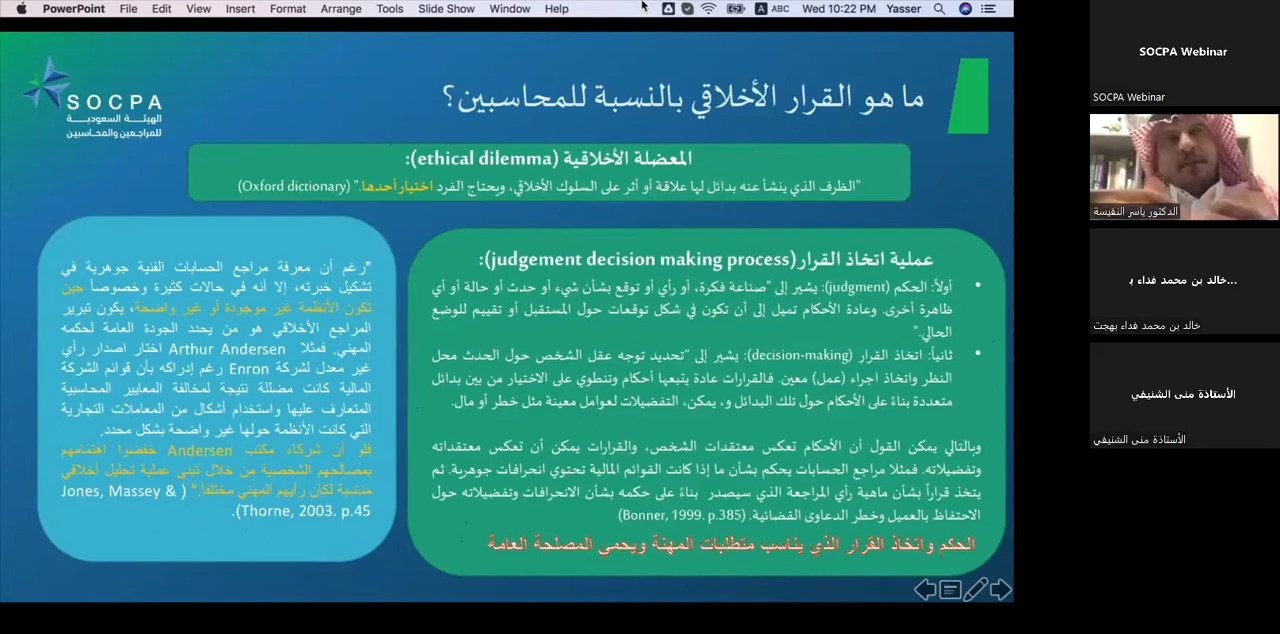 PowerPoint File Edit View Insert Format Arrange Tools Slide Show Window Help ABC Wed 10:22 PM Yasser
SOCPA
الهيئة السعودية
للمراجعين والمحاسبين
ما هو القرار الأخلاقي بالنسبة للمحاسبين؟
المعضلة الأخلاقية (ethical dilemma):
"الظرف الذي ينشأ عنه بدائل لها علاقة أو أثر على السلوك الأخلاقي، ويحتاج الفرد اختيار أحدها." (Oxford dictionary)
عملية اتخاذ القرار(judgement decision making process):
• أولاً: الحكم (judgment): يشير إلى "صناعة فكرة، أو رأي أو توقع بشأن شيء أو حدث أو حالة أو أي
ظاهرة أخرى. وعادة الأحكام تميل إلى أن تكون في شكل توقعات حول المستقبل أو تقييم للوضع
الحالي."
• ثانياً: اتخاذ القرار (decision-making): يشير إلى "تحديد توجه عقل الشخص حول الحدث محل
النظر واتخاذ اجراء (عمل) معين. فالقرارات عادة يتبعها أحكام وتنطوي على الاختيار من بين بدائل
متعددة بناءً على الأحكام حول تلك البدائل و، يمكن، التفضيلات لعوامل معينة مثل خطر أو مال.
وبالتالي يمكن القول أن الأحكام تعكس معتقدات الشخص، والقرارات يمكن أن تعكس معتقداته
وتفضيلاته. فمثلا مراجع الحسابات يحكم بشأن ما إذا كانت القوائم المالية تحتوي انحرافات جوهرية. ثم
يتخذ قراراً بشأن ماهية رأي المراجعة الذي سيصدر بناءً على حكمه بشأن الانحرافات وتفضيلاته حول
الاحتفاظ بالعميل وخطر الدعاوى القضائية. (Bonner, 1999. p.385)
الحكم واتخاذ القرار الذي يناسب متطلبات المهنة ويحمي المصلحة العامة
"رغم أن معرفة مراجع الحسابات الفنية جوهرية في
تشكيل خبرته، إلا أنه في حالات كثيرة وخصوصاً حين
تكون الأنظمة غير موجودة أو غير واضحة، يكون تبرير
المراجع الأخلاقي هو من يحدد الجودة العامة لحكمه
المهني. فمثلا Arthur Andersen اختار اصدار رأي
غير معدل لشركة Enron رغم إدراكه بأن قوائم الشركة
المالية كانت مضللة نتيجة لمخالفة المعايير المحاسبية
المتعارف عليها واستخدام أشكال من المعاملات التجارية
التي كانت الأنظمة حولها غير واضحة بشكل محدد.
فلو أن شركاء مكتب Andersen خفضوا اهتمامهم
بمصالحهم الشخصية من خلال تبني عملية تحليل أخلاقي
مناسبة لكان رأيهم المهني مختلفاً." (Jones, Massey &
Thorne, 2003. p.45).
SOCPA Webinar
SOCPA Webinar
الدكتور ياسر النفيسة
خالد بن محمد فداء ب...
خالد بن محمد فداء بهجت
الأستاذة منى الشنيفي
الأستاذة منى الشنيفي